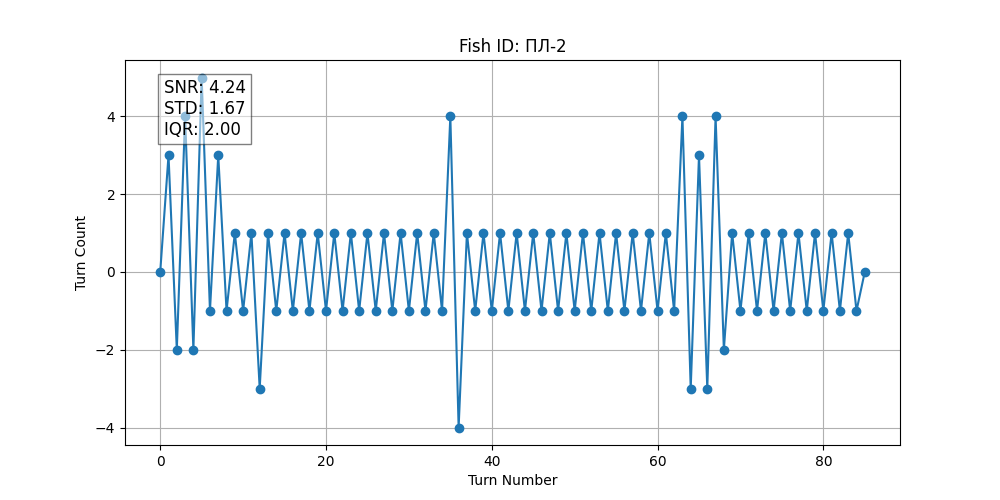 Fish ID: ПЛ-2
SNR: 4.24
STD: 1.67
IQR: 2.00
Turn Count
4
2
0
−2
−4
0 20 40 60 80
Turn Number